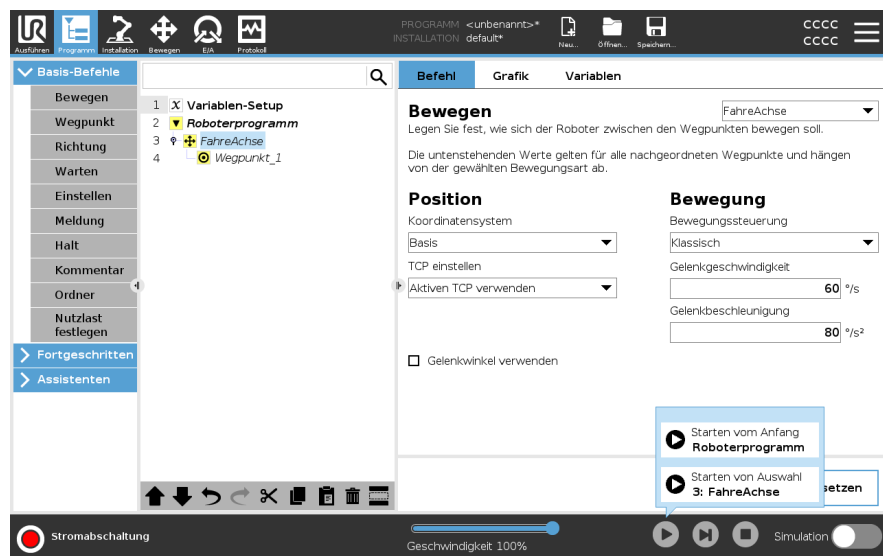 PROGRAMM <unbenannt>*
INSTALLATION default*
Ausführen
Programm
Installation
Bewegen
E/A
Protokoll
Neu...
Öffnen...
Speichern...
CCCC
CCCC
Basis-Befehle
Bewegen
Wegpunkt
Richtung
Warten
Einstellen
Meldung
Halt
Kommentar
Ordner
Nutzlast
festlegen
Fortgeschritten
Assistenten
1 X Variablen-Setup
2 Roboterprogramm
3 FahreAchse
4 Wegpunkt_1
Befehl Grafik Variablen
Bewegen
FahreAchse
Legen Sie fest, wie sich der Roboter zwischen den Wegpunkten bewegen soll.
Die untenstehenden Werte gelten für alle nachgeordneten Wegpunkte und hängen
von der gewählten Bewegungsart ab.
Position
Koordinatensystem
Basis
TCP einstellen
Aktiven TCP verwenden
Gelenkwinkel verwenden
Bewegung
Bewegungssteuerung
Klassisch
Gelenkgeschwindigkeit
60 °/s
Gelenkbeschleunigung
80 °/s²
Starten vom Anfang
Roboterprogramm
Starten von Auswahl
3: FahreAchse
setzen
Stromabschaltung
Geschwindigkeit 100%
Simulation